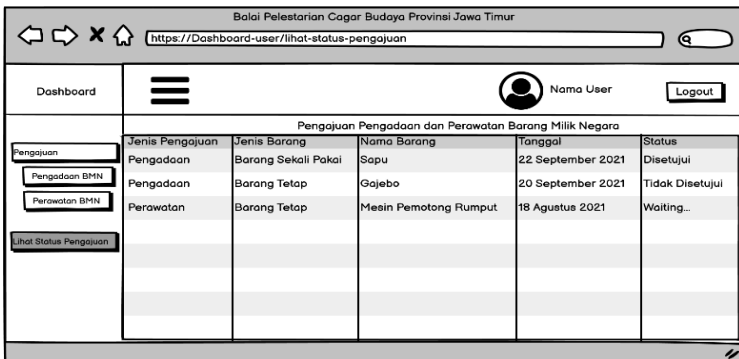 Balai Pelestarian Cagar Budaya Provinsi Jawa Timur
https://Dashboard-user/lihat-status-pengajuan
Dashboard
Nama User
Logout
Pengajuan Pengadaan dan Perawatan Barang Milik Negara
Jenis Pengajuan Jenis Barang Nama Barang Tanggal Status
Pengadaan Barang Sekali Pakai Sapu 22 September 2021 Disetujui
Pengadaan Barang Tetap Gajebo 20 September 2021 Tidak Disetujui
Perawatan Barang Tetap Mesin Pemotong Rumput 18 Agustus 2021 Waiting...
Pengajuan
Pengadaan BMN
Perawatan BMN
Lihat Status Pengajuan